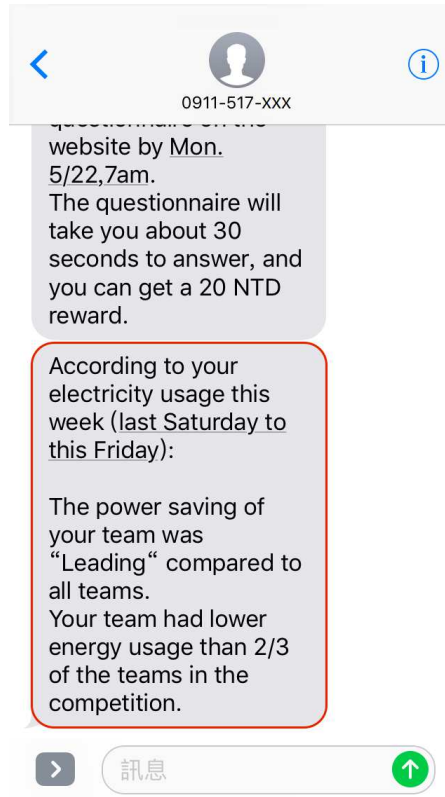 0911-517-XXX
website by Mon.
5/22,7am.
The questionnaire will
take you about 30
seconds to answer, and
you can get a 20 NTD
reward.
According to your
electricity usage this
week (last Saturday to
this Friday):
The power saving of
your team was
“Leading“ compared to
all teams.
Your team had lower
energy usage than 2/3
of the teams in the
competition.
訊息